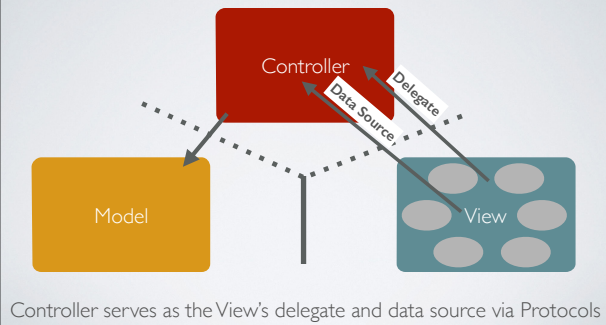 Controller
Delegate
Data Source,
Model
View
Controller serves as the View's delegate and data source via Protocols